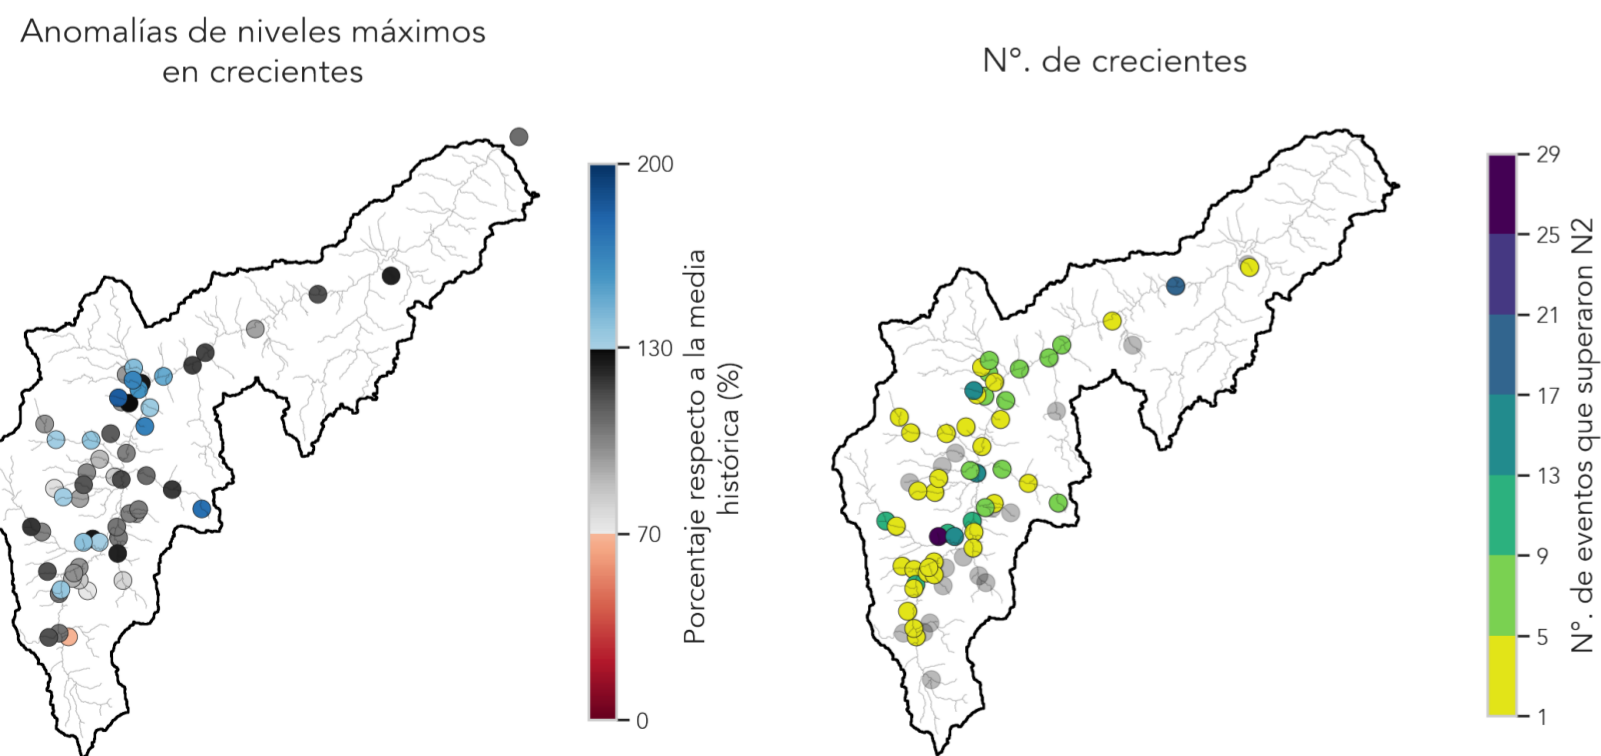 Anomalías de niveles máximos
en crecientes
200
130
70
0
Porcentaje respecto a la media
histórica (%)
N°. de crecientes
29
25
21
17
13
9
5
1
N°. de eventos que superaron N2